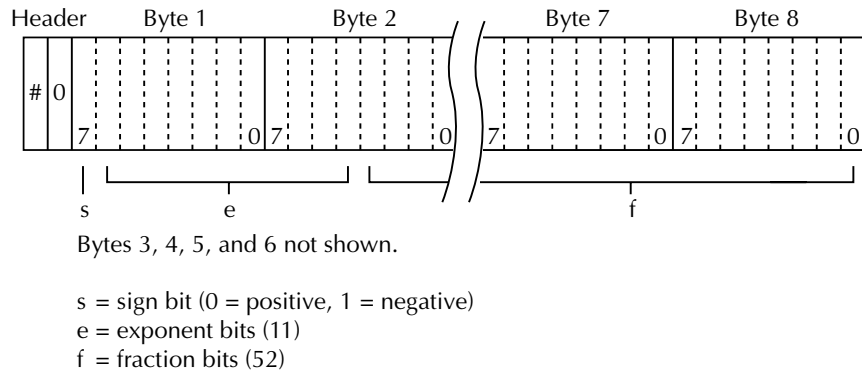 Header Byte 1 Byte 2 Byte 7 Byte 8
# 0
7 0 7 0 7 0 7 0
s e f
Bytes 3, 4, 5, and 6 not shown.
s = sign bit (0 = positive, 1 = negative)
e = exponent bits (11)
f = fraction bits (52)